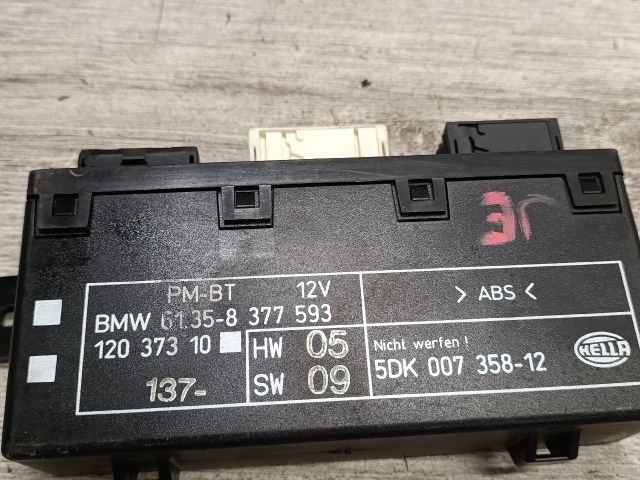 3r
PM-BT 12V
BMW 61.35-8 377 593
120 373 10 HW 05
137- SW 09
> ABS <
Nicht werfen !
5DK 007 358-12
HELLA